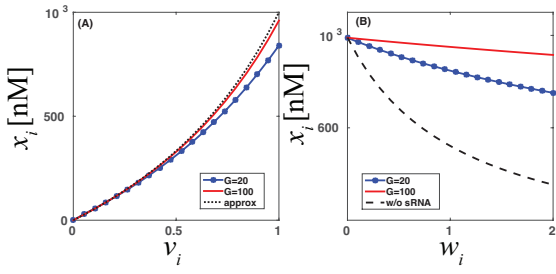 (A)
10³
500
0
0
0.5
1
x_i [nM]
v_i
G=20
G=100
approx
(B)
10³
600
0
1
2
x_i [nM]
w_i
G=20
G=100
w/o sRNA